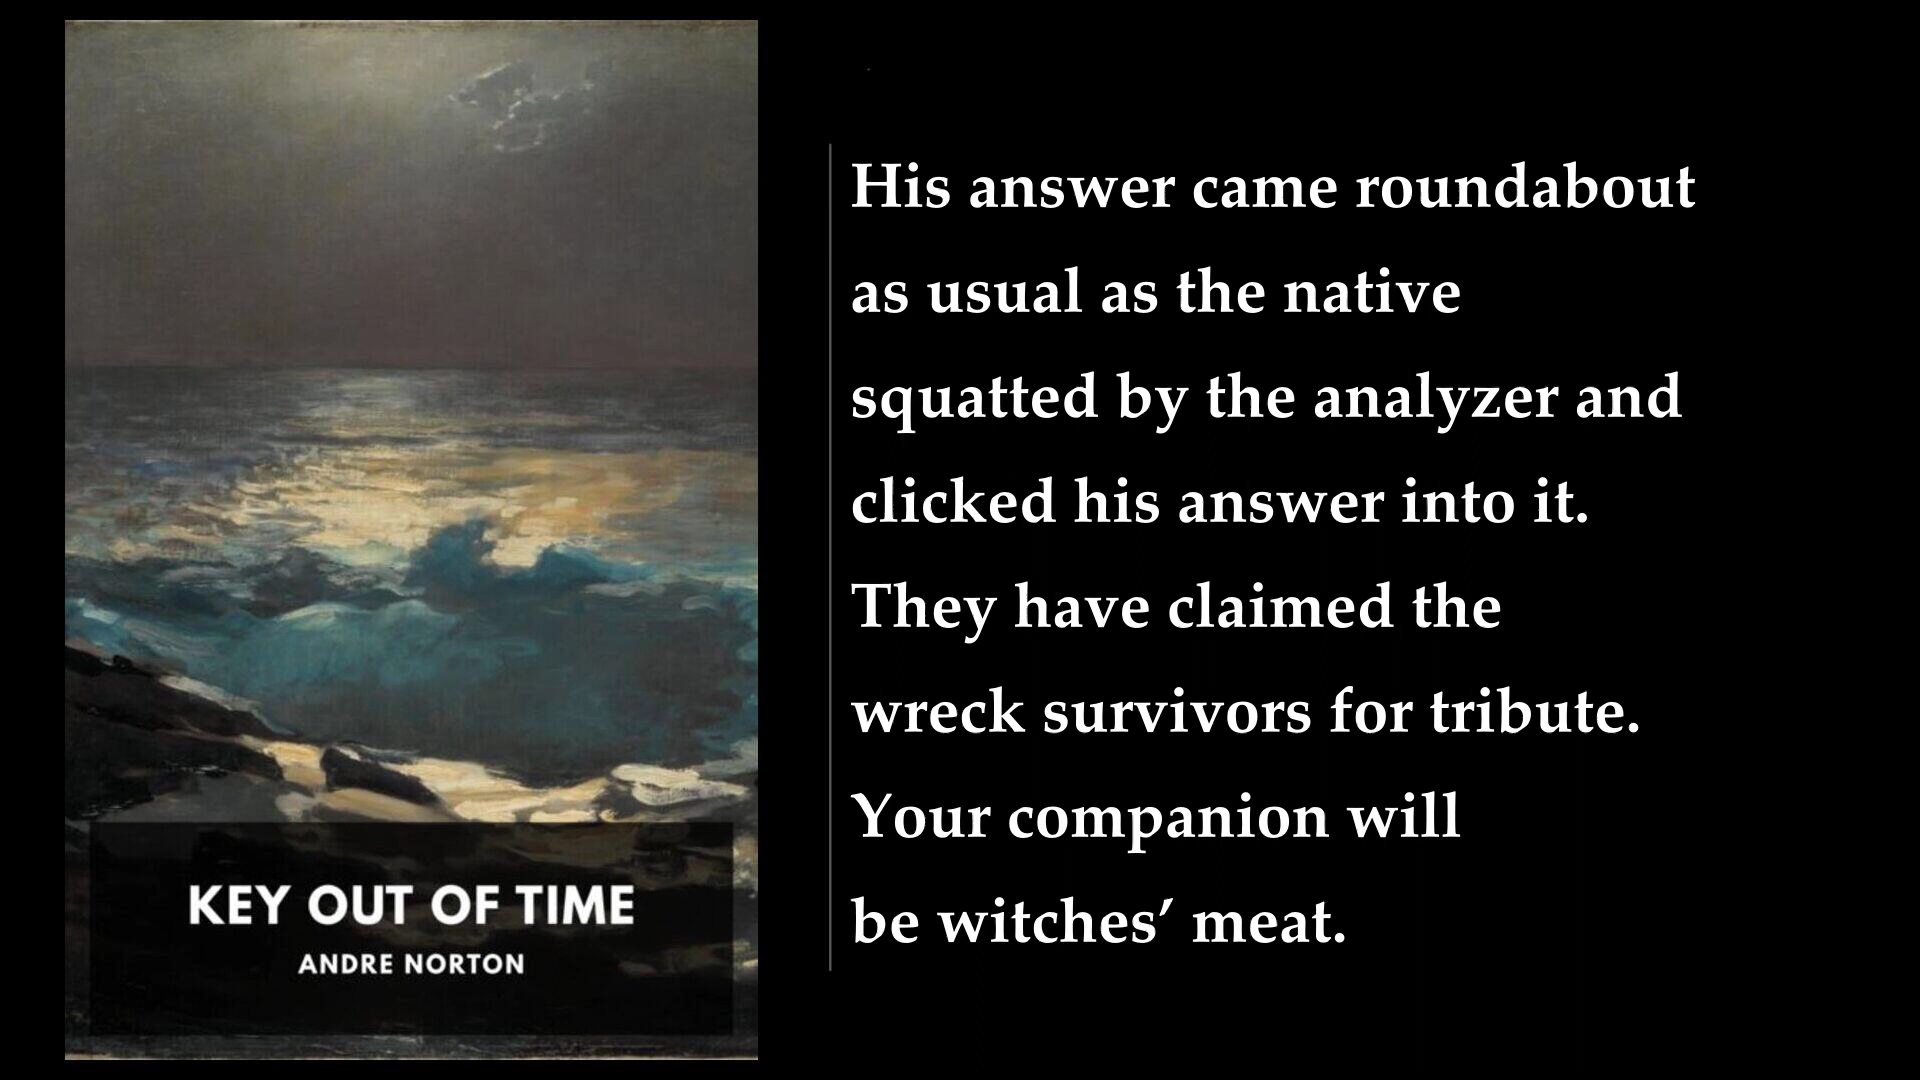 KEY OUT OF TIME
ANDRE NORTON
His answer came roundabout
as usual as the native
squatted by the analyzer and
clicked his answer into it.
They have claimed the
wreck survivors for tribute.
Your companion will
be witches’ meat.